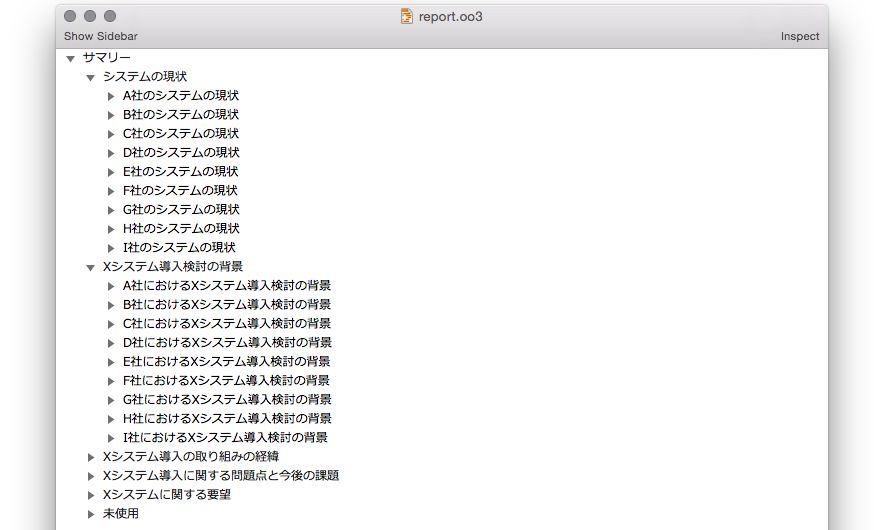 report.oo3
Show Sidebar Inspect
サマリー
システムの現状
A社のシステムの現状
B社のシステムの現状
C社のシステムの現状
D社のシステムの現状
E社のシステムの現状
F社のシステムの現状
G社のシステムの現状
H社のシステムの現状
I社のシステムの現状
Xシステム導入検討の背景
A社におけるXシステム導入検討の背景
B社におけるXシステム導入検討の背景
C社におけるXシステム導入検討の背景
D社におけるXシステム導入検討の背景
E社におけるXシステム導入検討の背景
F社におけるXシステム導入検討の背景
G社におけるXシステム導入検討の背景
H社におけるXシステム導入検討の背景
I社におけるXシステム導入検討の背景
Xシステム導入の取り組みの経緯
Xシステム導入に関する問題点と今後の課題
Xシステムに関する要望
未使用